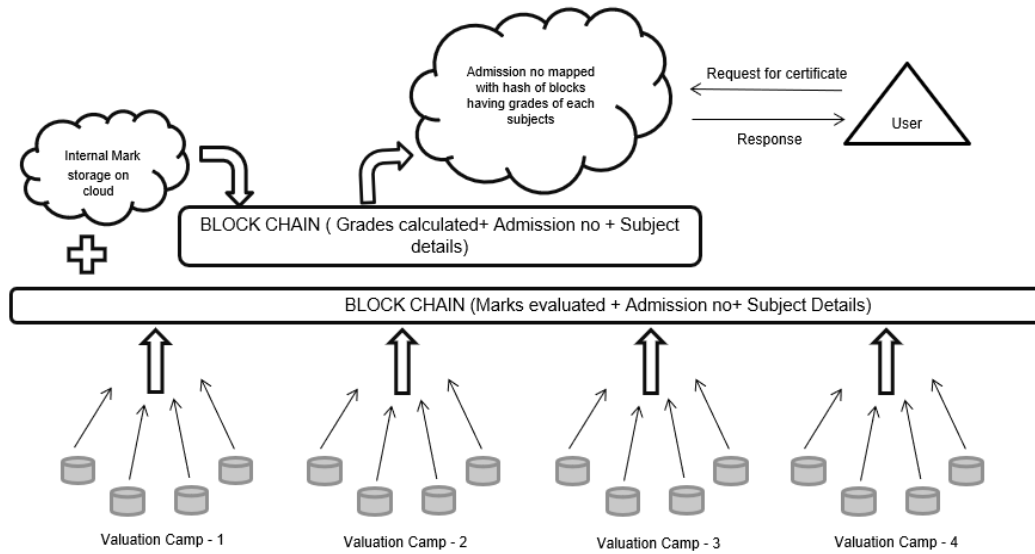 Admission no mapped
with hash of blocks
having grades of each
subjects
Request for certificate
Response
User
Internal Mark
storage on
cloud
BLOCK CHAIN ( Grades calculated+ Admission no + Subject
details)
BLOCK CHAIN (Marks evaluated + Admission no+ Subject Details)
Valuation Camp - 1
Valuation Camp - 2
Valuation Camp - 3
Valuation Camp - 4